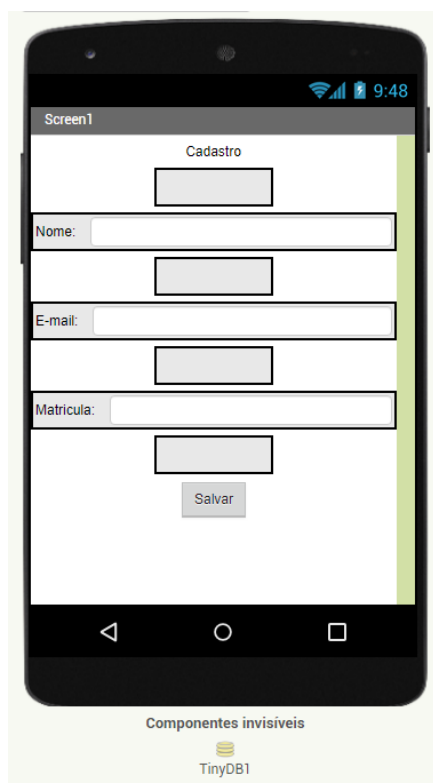 9:48
Screen1
Cadastro
Nome:
E-mail:
Matricula:
Salvar
Componentes invisíveis
TinyDB1